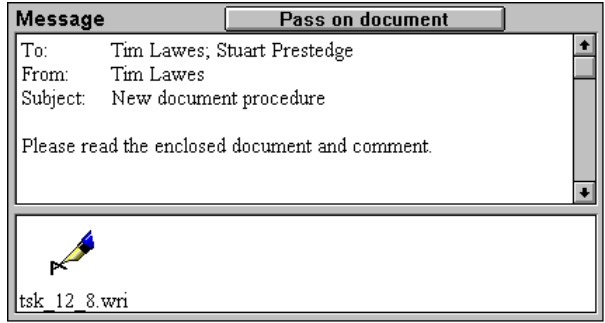 Message Pass on document
To: Tim Lawes; Stuart Prestedge
From: Tim Lawes
Subject: New document procedure
Please read the enclosed document and comment.
tsk_12_8.wri